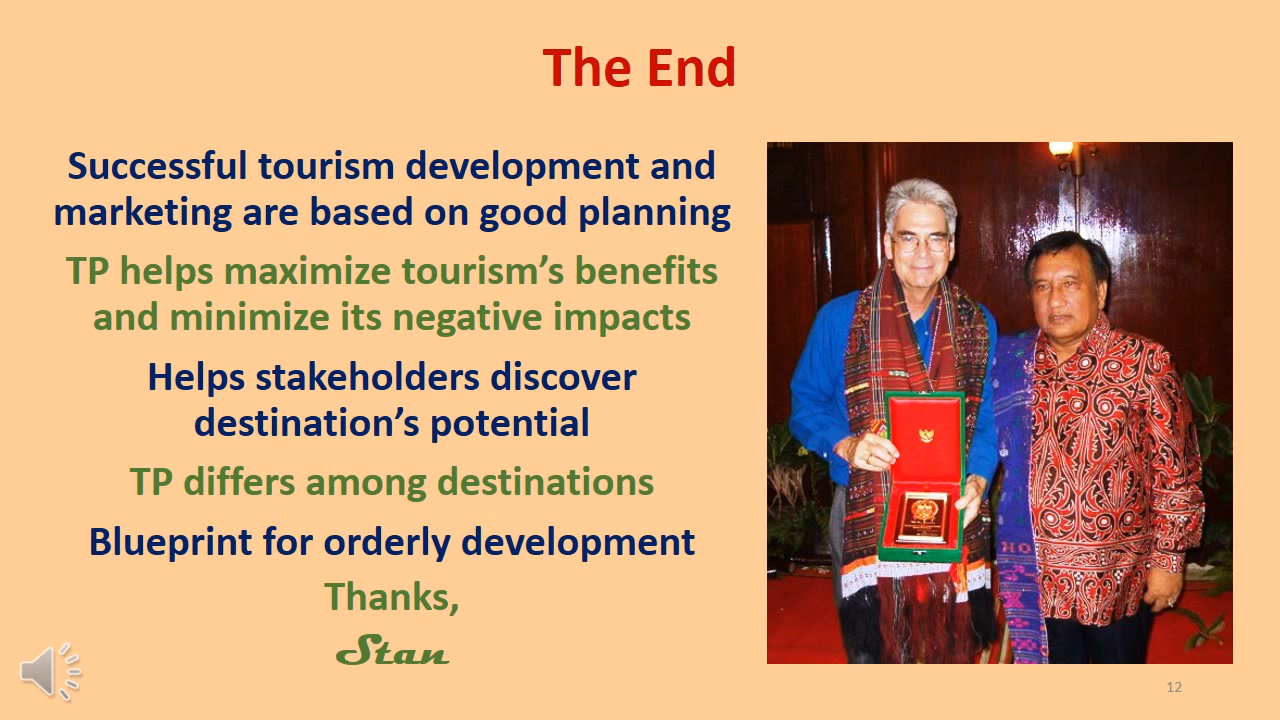 The End
Successful tourism development and
marketing are based on good planning
TP helps maximize tourism’s benefits
and minimize its negative impacts
Helps stakeholders discover
destination’s potential
TP differs among destinations
Blueprint for orderly development
Thanks,
Stan
HO
12